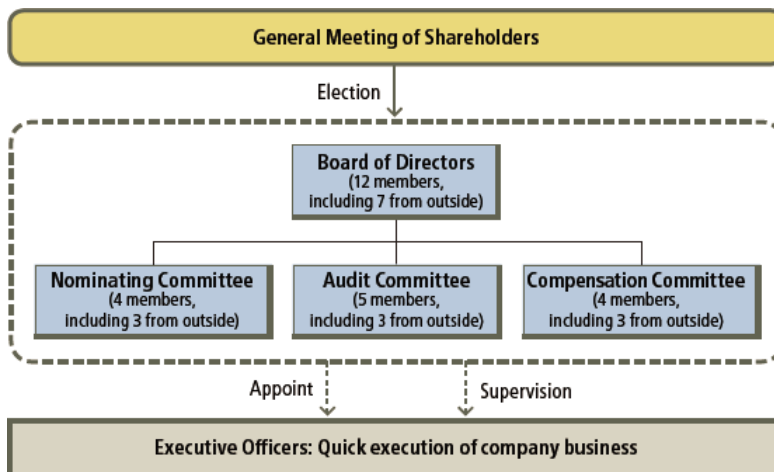 General Meeting of Shareholders
Election
Board of Directors
(12 members,
including 7 from outside)
Nominating Committee
(4 members,
including 3 from outside)
Audit Committee
(5 members,
including 3 from outside)
Compensation Committee
(4 members,
including 3 from outside)
Appoint
Supervision
Executive Officers: Quick execution of company business